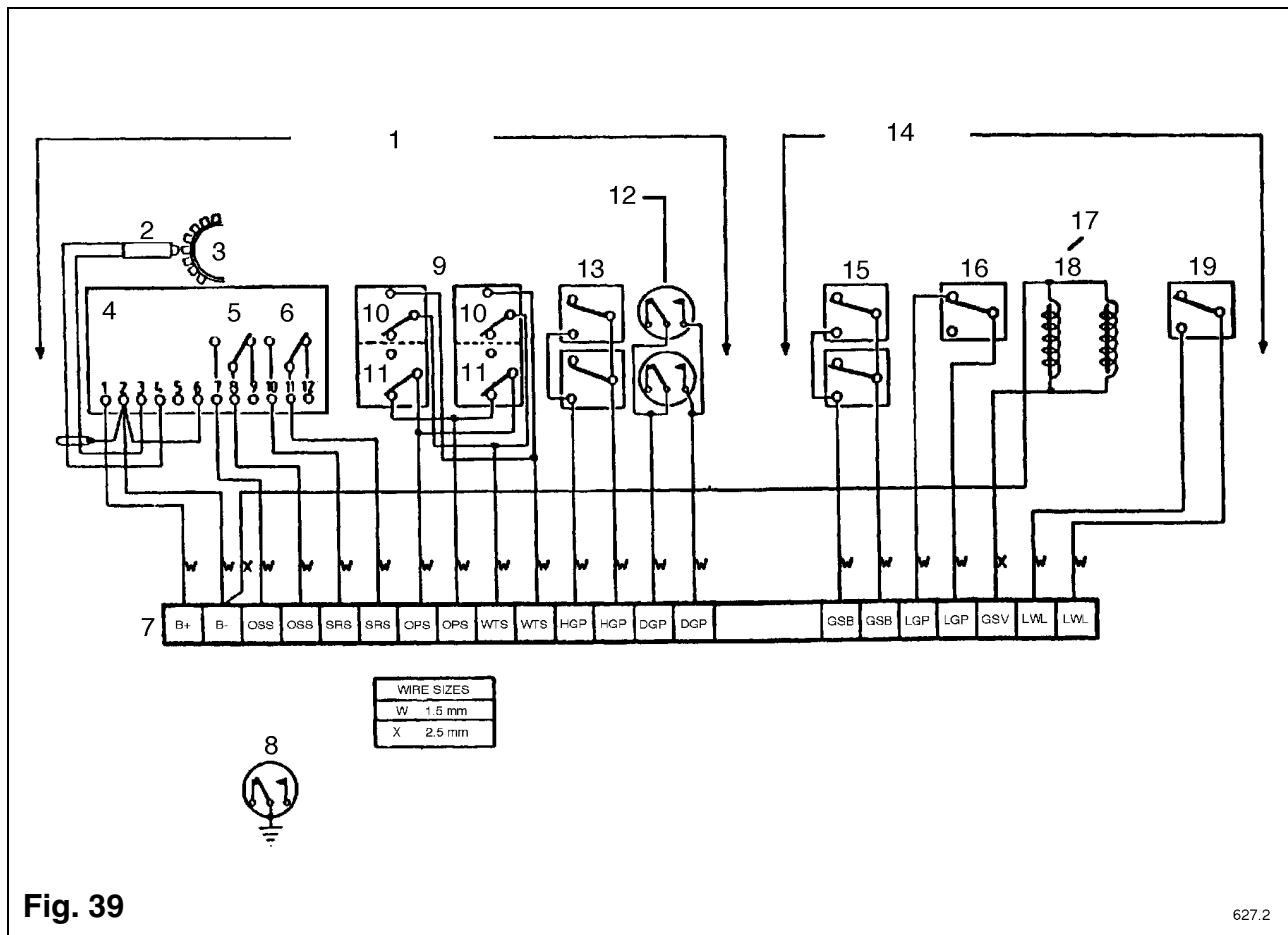 1
14
12
17
2
3
9
13
15
16
18
19
4
5
6
10
10
11
11
1 2 3 4 5 6 7 8 9 10 11 12
W W X W W W W W W W W W W W W
W W W W X W W
7
B+ B- OSS OSS SRS SRS OPS OPS WTS WTS HGP HGP DGP DGP GSB GSB LGP LGP GSV LWL LWL
WIRE SIZES
W 1.5 mm
X 2.5 mm
8
Fig. 39
627.2